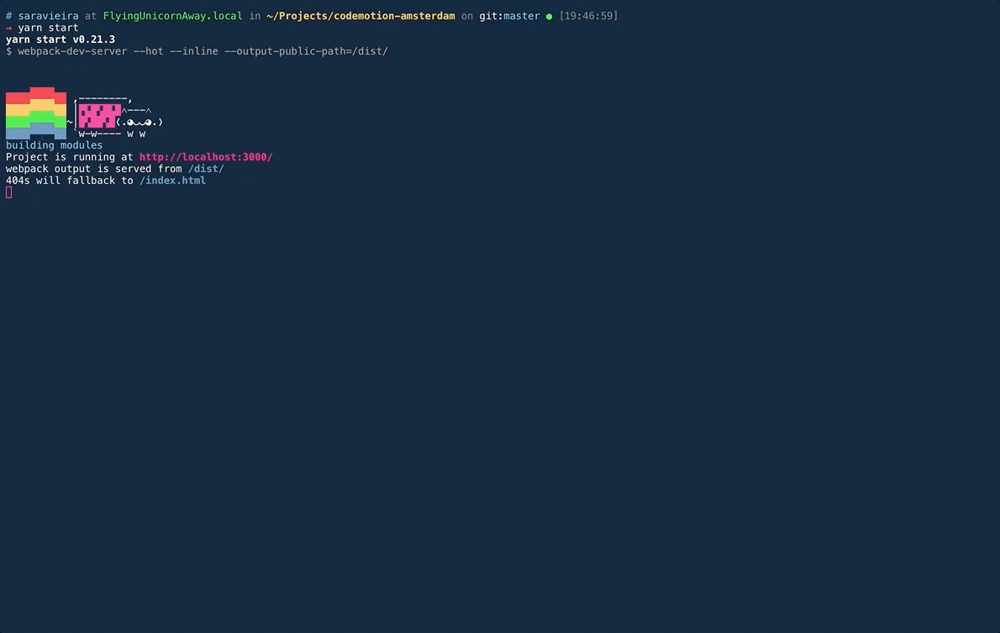 # saravieira at FlyingUnicornAway.local in ~/Projects/codemotion-amsterdam on git:master ● [19:46:59]
→ yarn start
yarn start v0.21.3
$ webpack-dev-server --hot --inline --output-public-path=/dist/
building modules
Project is running at http://localhost:3000/
webpack output is served from /dist/
404s will fallback to /index.html